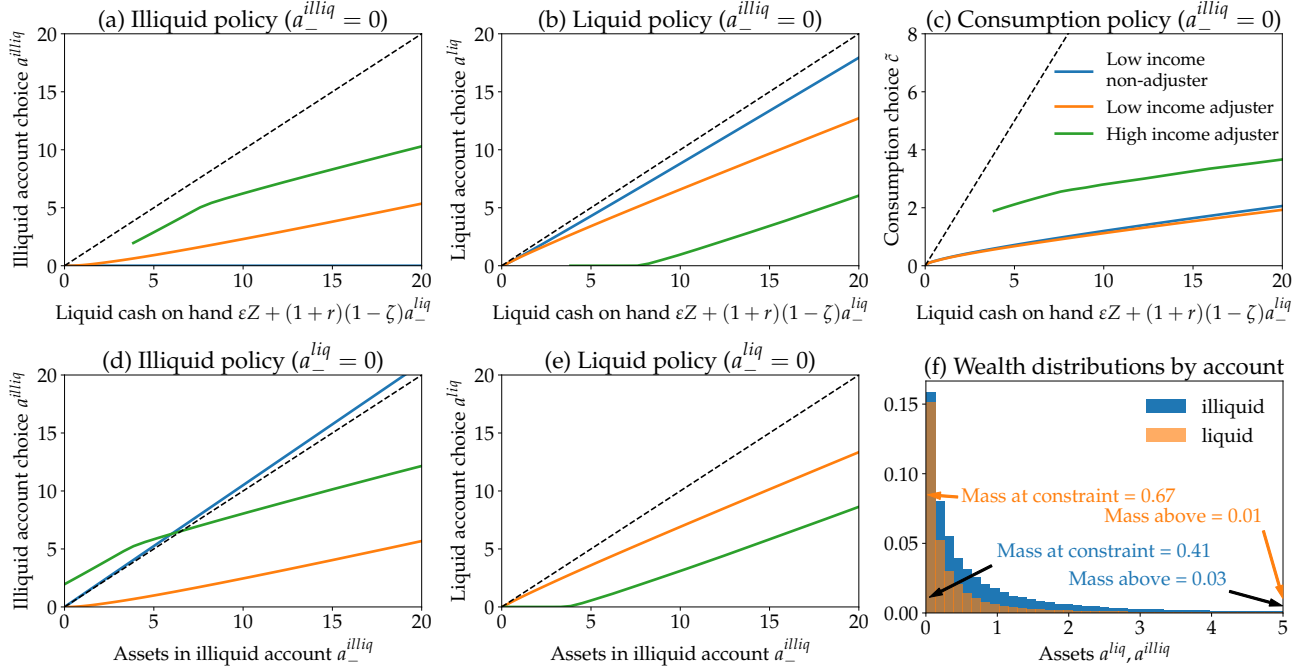 (a) Illiquid policy (a_−^{illiq} = 0)
Illiquid account choice a^{illiq}
20
15
10
5
0
0 5 10 15 20
Liquid cash on hand εZ + (1 + r)(1 − ζ)a_−^{liq}
(b) Liquid policy (a_−^{illiq} = 0)
Liquid account choice a^{liq}
20
15
10
5
0
0 5 10 15 20
Liquid cash on hand εZ + (1 + r)(1 − ζ)a_−^{liq}
(c) Consumption policy (a_−^{illiq} = 0)
Consumption choice c̃
8
6
4
2
0
Low income
non-adjuster
Low income adjuster
High income adjuster
0 5 10 15 20
Liquid cash on hand εZ + (1 + r)(1 − ζ)a_−^{liq}
(d) Illiquid policy (a_−^{liq} = 0)
Illiquid account choice a^{illiq}
20
15
10
5
0
0 5 10 15 20
Assets in illiquid account a_−^{illiq}
(e) Liquid policy (a_−^{liq} = 0)
Liquid account choice a^{liq}
20
15
10
5
0
0 5 10 15 20
Assets in illiquid account a_−^{illiq}
(f) Wealth distributions by account
0.15
0.10
0.05
0.00
illiquid
liquid
Mass at constraint = 0.67
Mass above = 0.01
Mass at constraint = 0.41
Mass above = 0.03
0 1 2 3 4 5
Assets a^{liq}, a^{illiq}